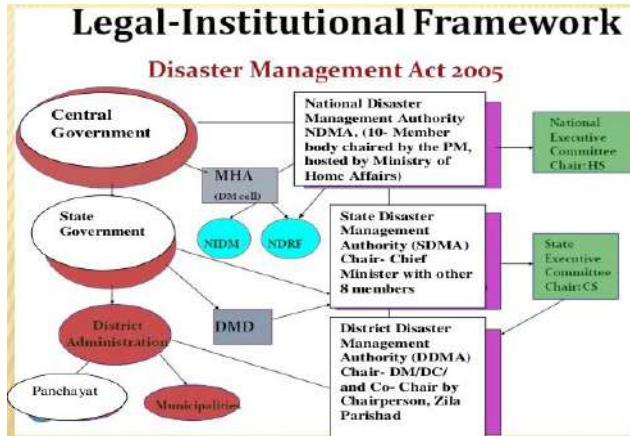 Legal-Institutional Framework
Disaster Management Act 2005
Central
Government
National Disaster
Management Authority
NDMA, (10- Member
body chaired by the PM,
hosted by Ministry of
Home Affairs)
National
Executive
Committee
Chair: HS
MHA
(DM cell)
State
Government
NIDM
NDRF
State Disaster
Management
Authority (SDMA)
Chair- Chief
Minister with other
8 members
State
Executive
Committee
Chair: CS
District
Administration
DMD
District Disaster
Management
Authority (DDMA)
Chair- DM/DC/
and Co- Chair by
Chairperson, Zila
Parishad
Panchayat
Municipalities